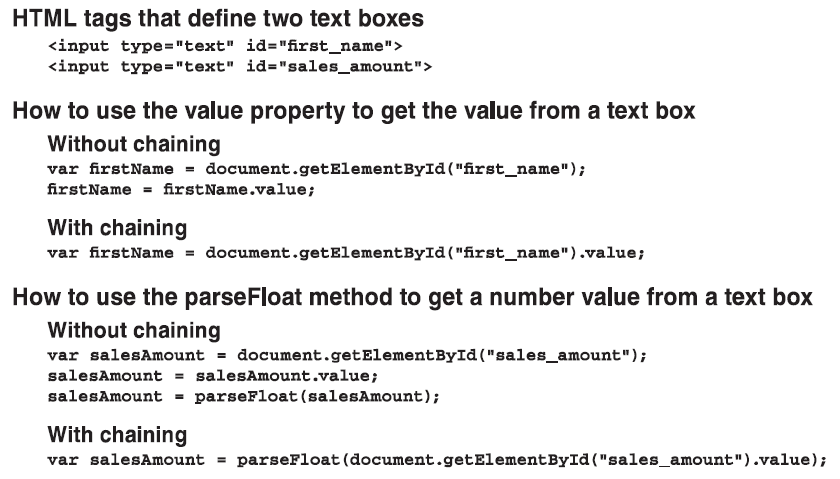 HTML tags that define two text boxes
<input type="text" id="first_name">
<input type="text" id="sales_amount">
How to use the value property to get the value from a text box
Without chaining
var firstName = document.getElementById("first_name");
firstName = firstName.value;
With chaining
var firstName = document.getElementById("first_name").value;
How to use the parseFloat method to get a number value from a text box
Without chaining
var salesAmount = document.getElementById("sales_amount");
salesAmount = salesAmount.value;
salesAmount = parseFloat(salesAmount);
With chaining
var salesAmount = parseFloat(document.getElementById("sales_amount").value);